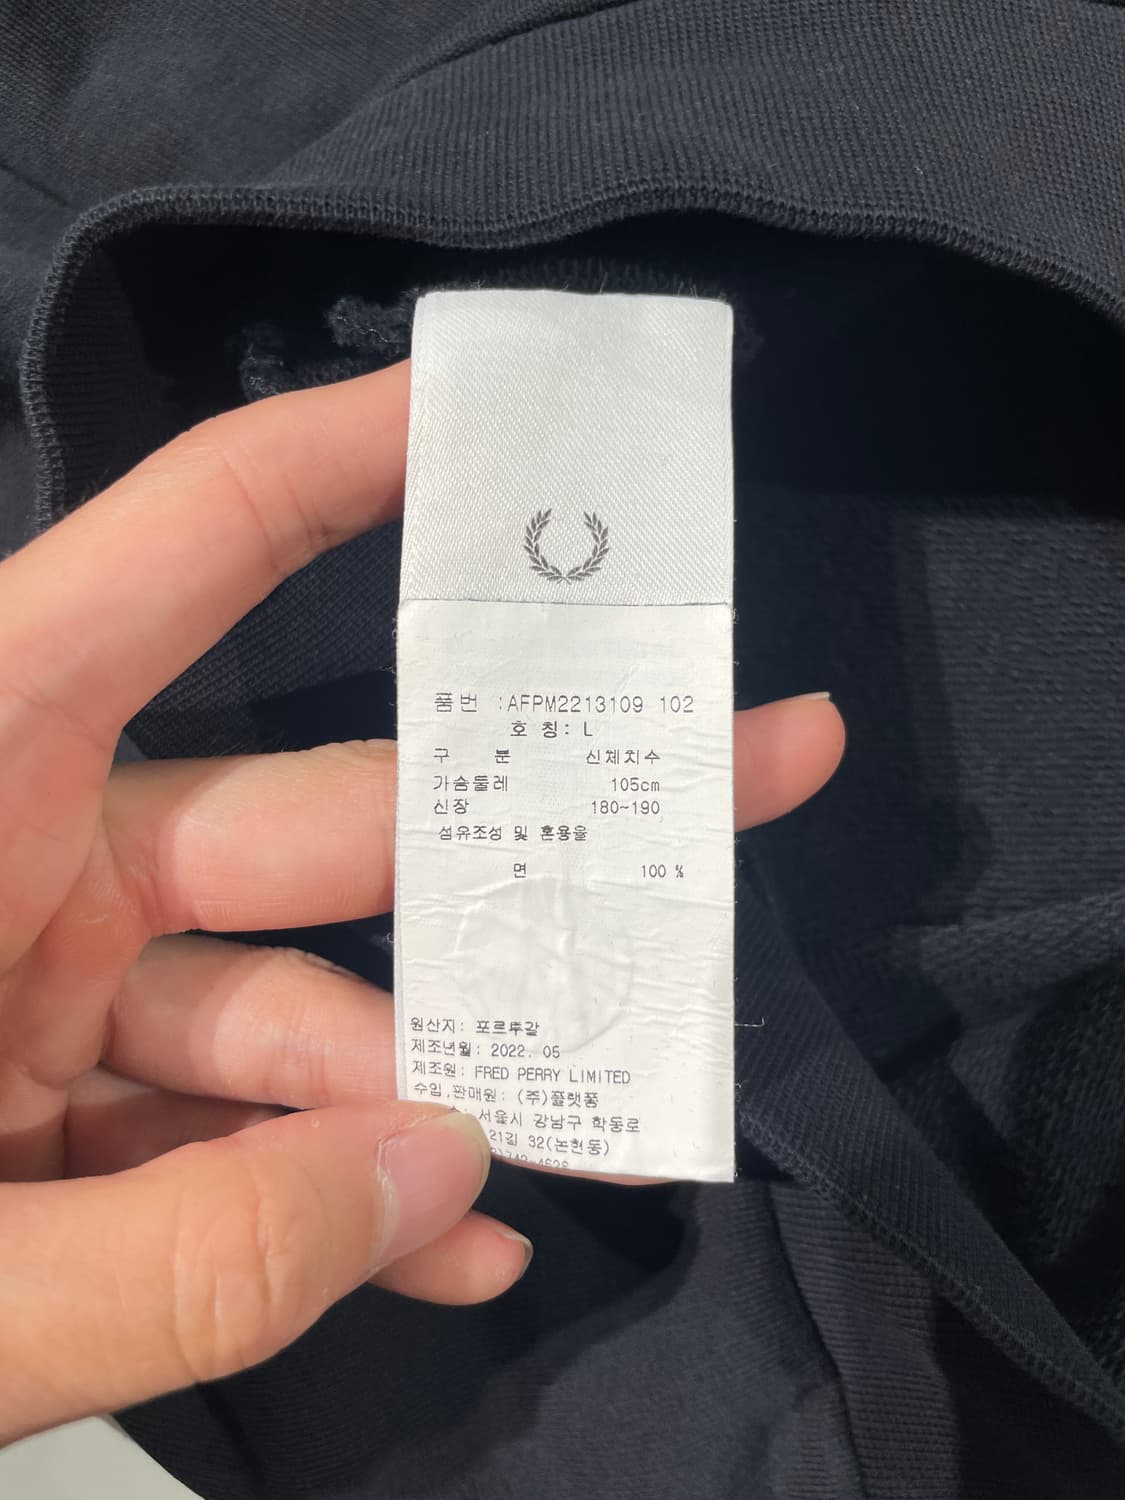 품번 :AFPM2213109 102
호 칭: L
구 분 신체치수
가슴둘레 105cm
신장 180~190
섬유조성 및 혼용율
면 100 %
원산지: 포르투갈
제조년월: 2022. 05
제조원: FRED PERRY LIMITED
수입,판매원: (주)플랫폼
서울시 강남구 학동로
21길 32(논현동)